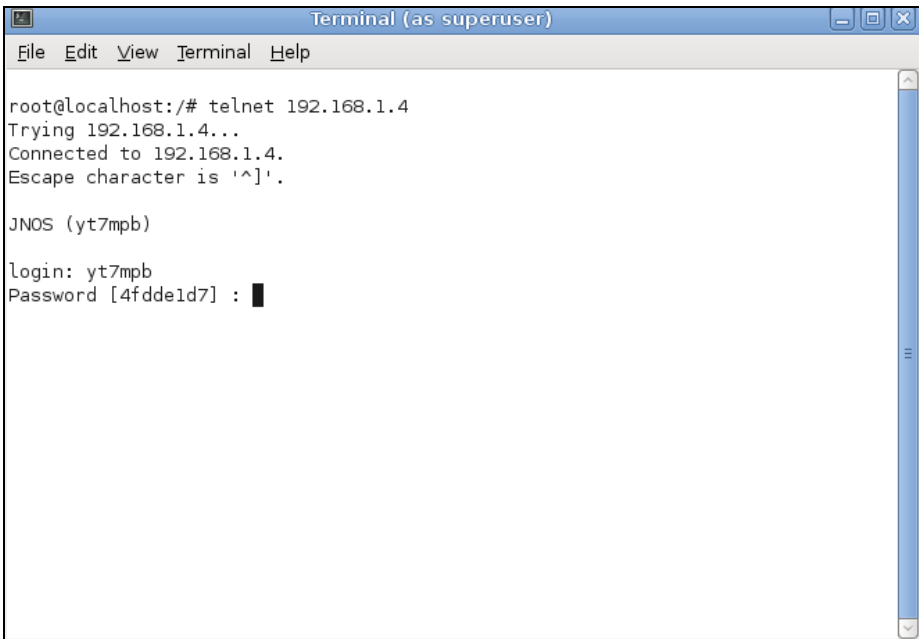 Terminal (as superuser)
File Edit View Terminal Help
root@localhost:/# telnet 192.168.1.4
Trying 192.168.1.4...
Connected to 192.168.1.4.
Escape character is '^]'.
JNOS (yt7mpb)
login: yt7mpb
Password [4fdde1d7] :